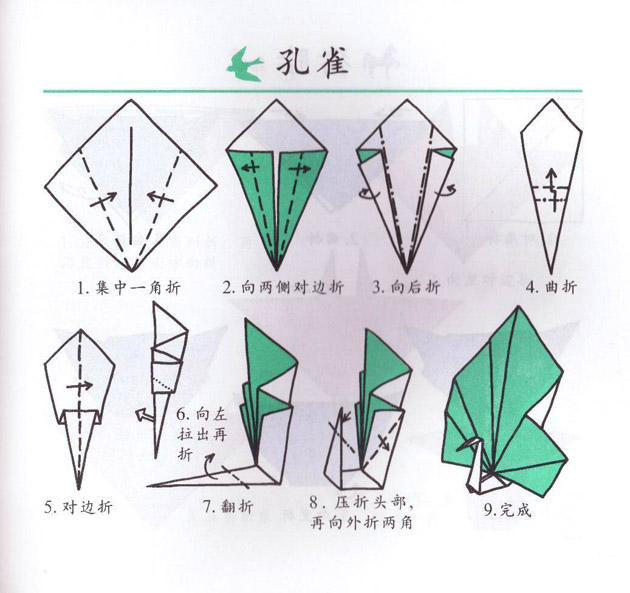 孔雀
1. 集中一角折
2. 向两侧对边折
3. 向后折
4. 曲折
5. 对边折
6. 向左
拉出再
折
7. 翻折
8. 压折头部,
再向外折两角
9. 完成